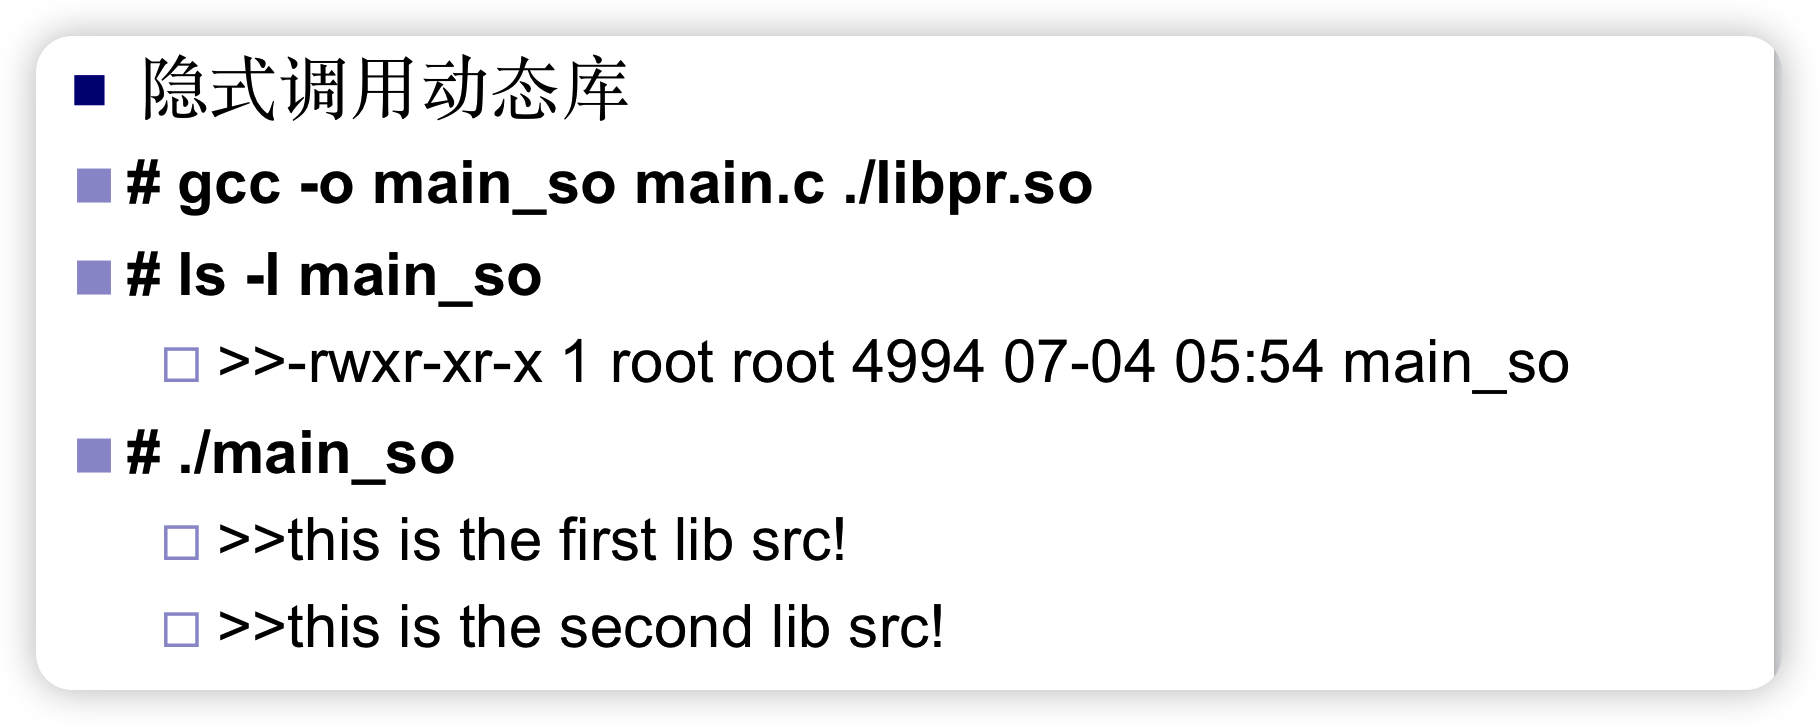 隐式调用动态库
# gcc -o main_so main.c ./libpr.so
# ls -l main_so
>>-rwxr-xr-x 1 root root 4994 07-04 05:54 main_so
# ./main_so
>>this is the first lib src!
>>this is the second lib src!